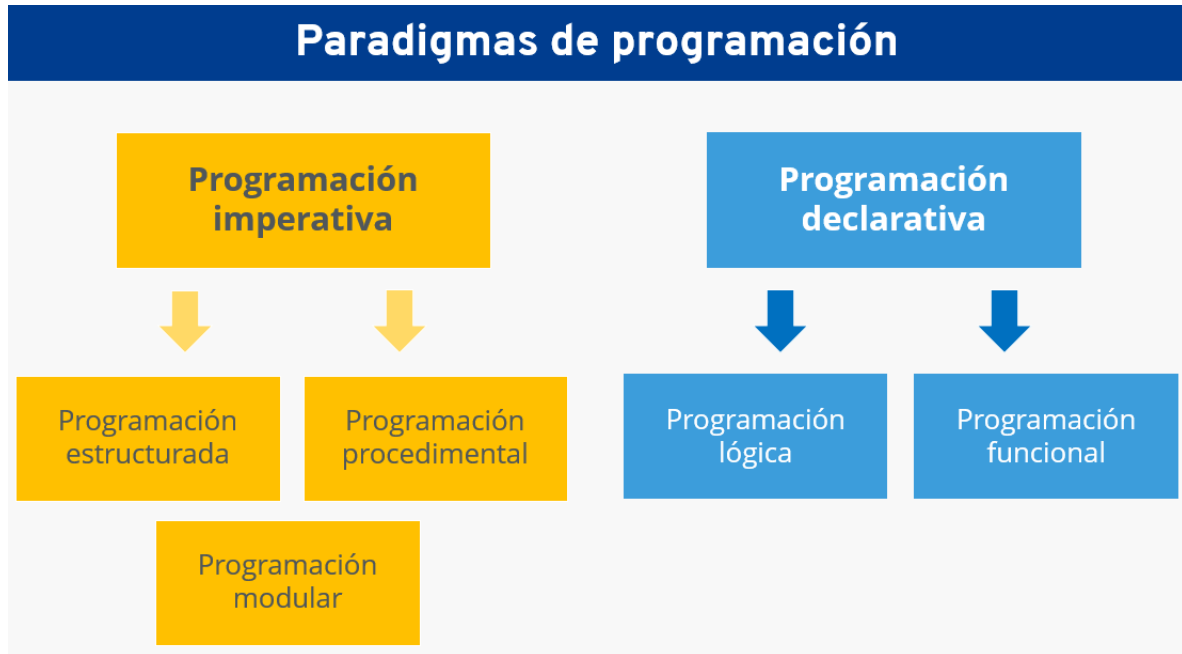 Paradigmas de programación
Programación
imperativa
Programación
declarativa
Programación
estructurada
Programación
procedimental
Programación
lógica
Programación
funcional
Programación
modular